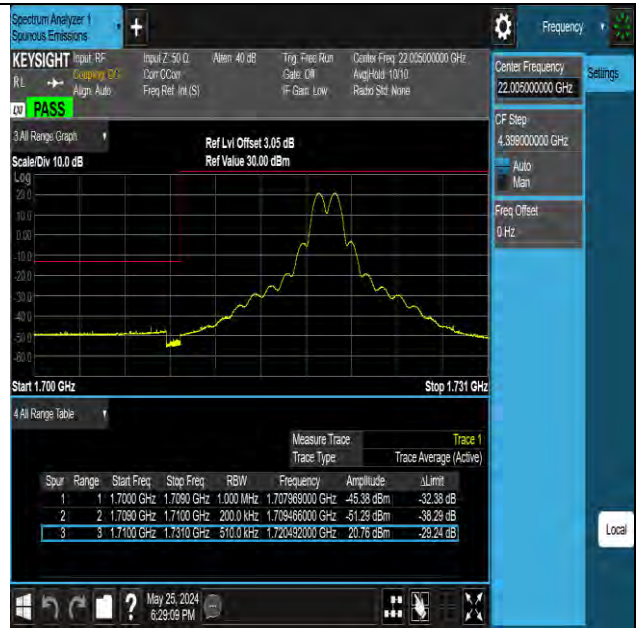 Spectrum Analyzer 1
Spurious Emissions
Frequency
KEYSIGHT Input: RF Input Z: 50 Ω Atten: 40 dB Trig: Free Run Center Freq: 22.005000000 GHz
RL Coupling: DC Corr CCorr Gate: Off Avg|Hold: 10/10
Align: Auto Freq Ref: Int (S) IF Gain: Low Radio Std: None
LXI PASS
Center Frequency
22.005000000 GHz
Settings
CF Step
4.399000000 GHz
Auto
Man
Freq Offset
0 Hz
3 All Range Graph
Ref Lvl Offset 3.05 dB
Scale/Div 10.0 dB Ref Value 30.00 dBm
Log
20.0
10.0
0.00
-10.0
-20.0
-30.0
-40.0
-50.0
-60.0
Start 1.700 GHz Stop 1.731 GHz
4 All Range Table
Measure Trace Trace 1
Trace Type Trace Average (Active)
Spur Range Start Freq Stop Freq RBW Frequency Amplitude ΔLimit
1 1 1.7000 GHz 1.7090 GHz 1.000 MHz 1.707969000 GHz -45.38 dBm -32.38 dB
2 2 1.7090 GHz 1.7100 GHz 200.0 kHz 1.709466000 GHz -51.29 dBm -38.29 dB
3 3 1.7100 GHz 1.7310 GHz 510.0 kHz 1.720492000 GHz 20.76 dBm -29.24 dB
Local
? May 25, 2024
6:29:09 PM